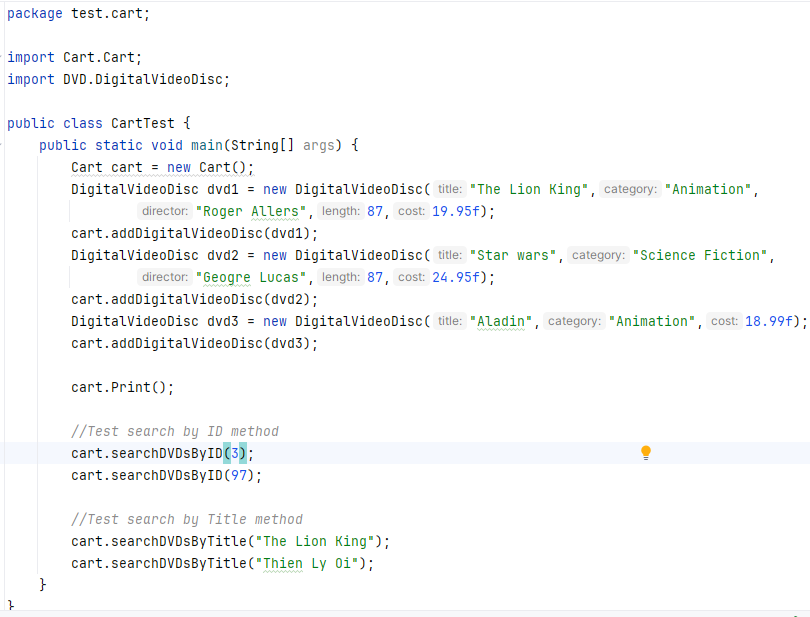 package test.cart;
import Cart.Cart;
import DVD.DigitalVideoDisc;
public class CartTest {
    public static void main(String[] args) {
        Cart cart = new Cart();
        DigitalVideoDisc dvd1 = new DigitalVideoDisc( title: "The Lion King", category: "Animation",
                director: "Roger Allers", length: 87, cost: 19.95f);
        cart.addDigitalVideoDisc(dvd1);
        DigitalVideoDisc dvd2 = new DigitalVideoDisc( title: "Star wars", category: "Science Fiction",
                director: "Geogre Lucas", length: 87, cost: 24.95f);
        cart.addDigitalVideoDisc(dvd2);
        DigitalVideoDisc dvd3 = new DigitalVideoDisc( title: "Aladin", category: "Animation", cost: 18.99f);
        cart.addDigitalVideoDisc(dvd3);
        cart.Print();
        //Test search by ID method
        cart.searchDVDsByID(3);
        cart.searchDVDsByID(97);
        //Test search by Title method
        cart.searchDVDsByTitle("The Lion King");
        cart.searchDVDsByTitle("Thien Ly Oi");
    }
}